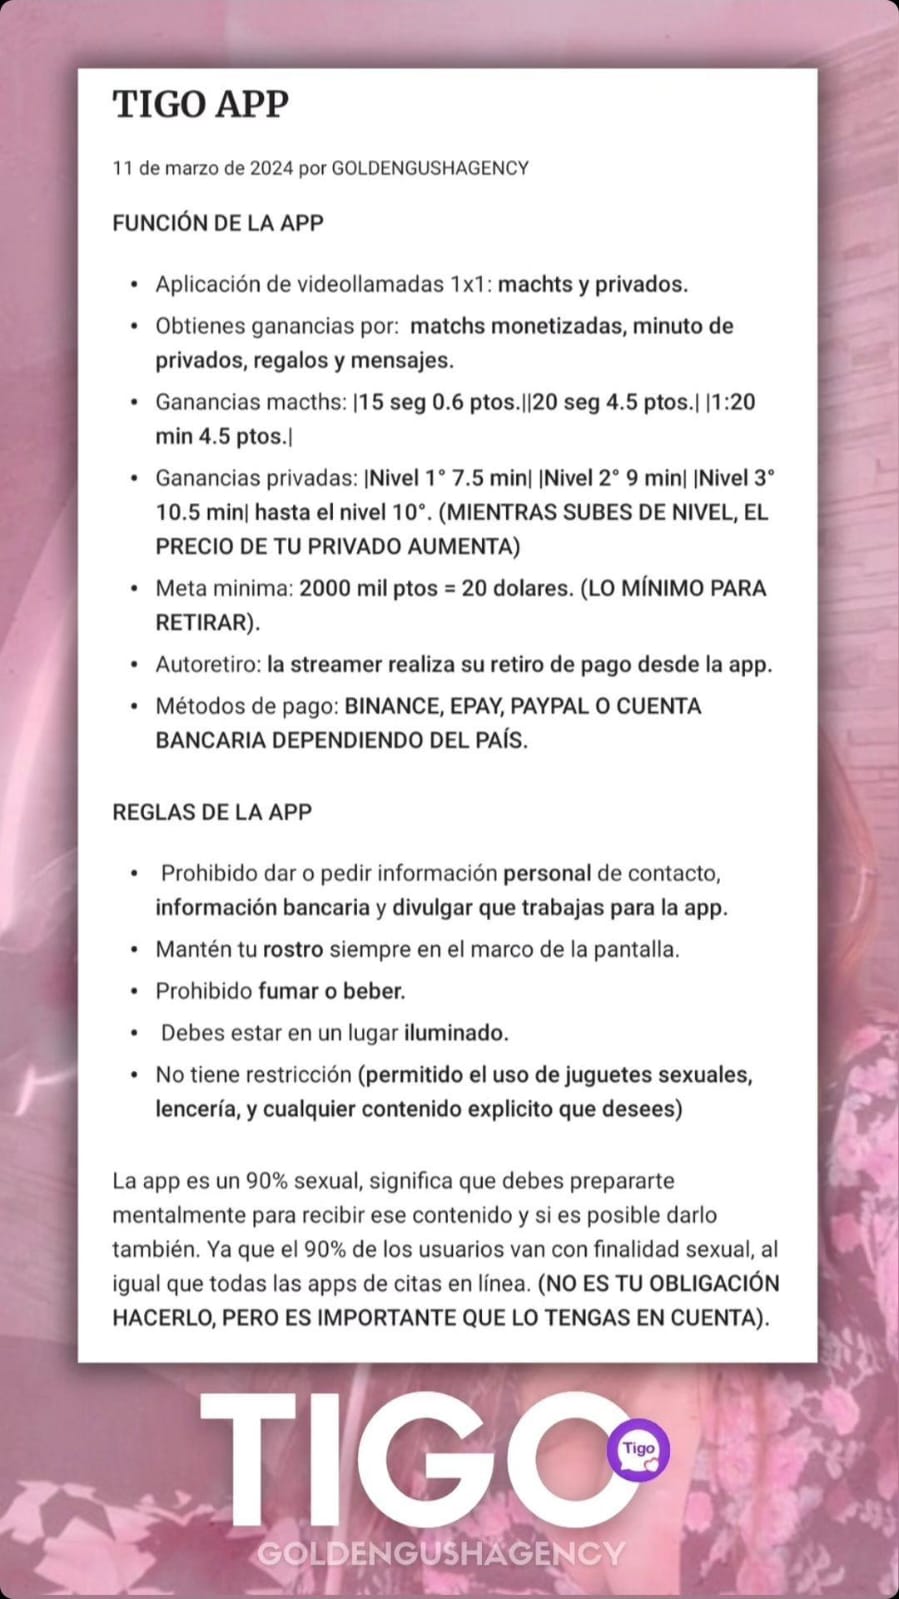 TIGO APP
11 de marzo de 2024 por GOLDENGUSHAGENCY
FUNCIÓN DE LA APP
• Aplicación de videollamadas 1x1: machts y privados.
• Obtienes ganancias por: matchs monetizadas, minuto de
privados, regalos y mensajes.
• Ganancias macths: |15 seg 0.6 ptos.||20 seg 4.5 ptos.| |1:20
min 4.5 ptos.|
• Ganancias privadas: |Nivel 1° 7.5 min| |Nivel 2° 9 min| |Nivel 3°
10.5 min| hasta el nivel 10°. (MIENTRAS SUBES DE NIVEL, EL
PRECIO DE TU PRIVADO AUMENTA)
• Meta minima: 2000 mil ptos = 20 dolares. (LO MÍNIMO PARA
RETIRAR).
• Autoretiro: la streamer realiza su retiro de pago desde la app.
• Métodos de pago: BINANCE, EPAY, PAYPAL O CUENTA
BANCARIA DEPENDIENDO DEL PAÍS.
REGLAS DE LA APP
• Prohibido dar o pedir información personal de contacto,
información bancaria y divulgar que trabajas para la app.
• Mantén tu rostro siempre en el marco de la pantalla.
• Prohibido fumar o beber.
• Debes estar en un lugar iluminado.
• No tiene restricción (permitido el uso de juguetes sexuales,
lencería, y cualquier contenido explicito que desees)
La app es un 90% sexual, significa que debes prepararte
mentalmente para recibir ese contenido y si es posible darlo
también. Ya que el 90% de los usuarios van con finalidad sexual, al
igual que todas las apps de citas en línea. (NO ES TU OBLIGACIÓN
HACERLO, PERO ES IMPORTANTE QUE LO TENGAS EN CUENTA).
TIGO
Tigo
GOLDENGUSHAGENCY